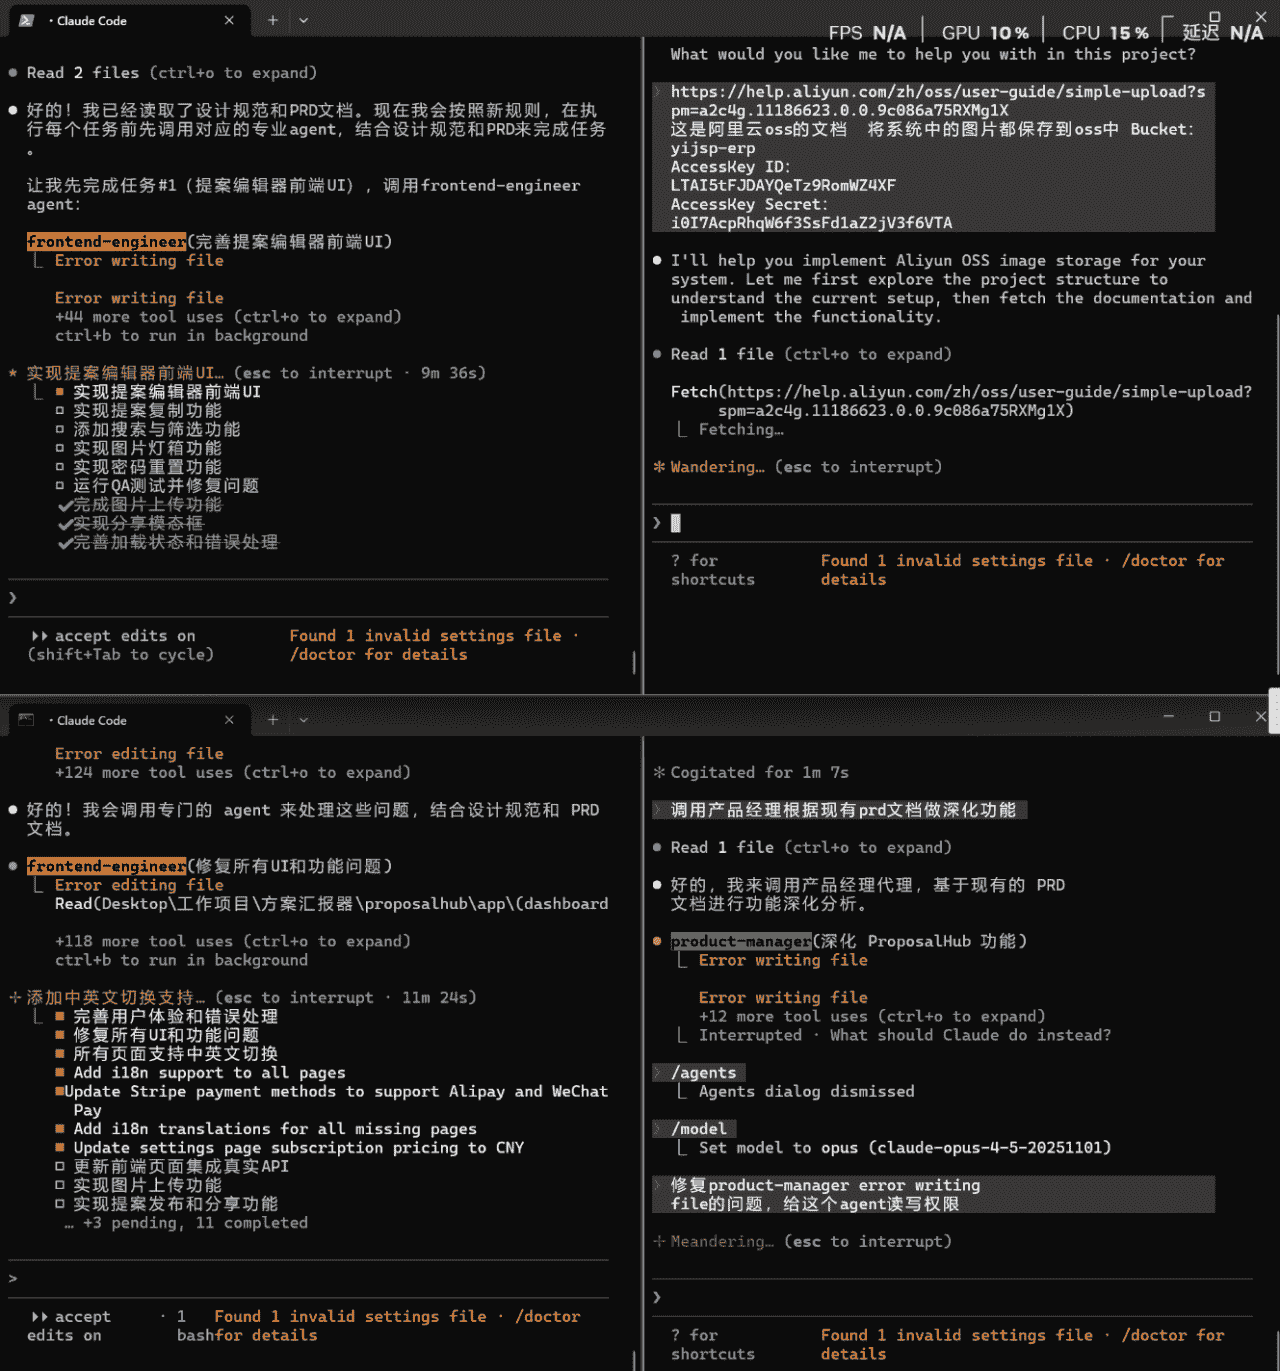 · Claude Code
FPS N/A GPU 10% CPU 15% 延迟 N/A
Read 2 files (ctrl+o to expand)
好的！我已经读取了设计规范和PRD文档。现在我会按照新规则，在执
行每个任务前先调用对应的专业agent，结合设计规范和PRD来完成任务
。
让我先完成任务#1（提案编辑器前端UI），调用frontend-engineer
agent：
frontend-engineer(完善提案编辑器前端UI)
Error writing file
Error writing file
+44 more tool uses (ctrl+o to expand)
ctrl+b to run in background
* 实现提案编辑器前端UI… (esc to interrupt · 9m 36s)
实现提案编辑器前端UI
实现提案复制功能
添加搜索与筛选功能
实现图片灯箱功能
实现密码重置功能
运行QA测试并修复问题
完成图片上传功能
实现分享模态框
完善加载状态和错误处理
❯
accept edits on
(shift+Tab to cycle)
Found 1 invalid settings file ·
/doctor for details
What would you like me to help you with in this project?
https://help.aliyun.com/zh/oss/user-guide/simple-upload?s
pm=a2c4g.11186623.0.0.9c086a75RXMg1X
这是阿里云oss的文档 将系统中的图片都保存到oss中 Bucket：
yijsp-erp
AccessKey ID：
LTAI5tFJDAYQeTz9RomWZ4XF
AccessKey Secret：
i0I7AcpRhqW6f3SsFd1aZ2jV3f6VTA
I'll help you implement Aliyun OSS image storage for your
system. Let me first explore the project structure to
understand the current setup, then fetch the documentation and
implement the functionality.
Read 1 file (ctrl+o to expand)
Fetch(https://help.aliyun.com/zh/oss/user-guide/simple-upload?
spm=a2c4g.11186623.0.0.9c086a75RXMg1X)
Fetching…
Wandering… (esc to interrupt)
❯
? for
shortcuts
Found 1 invalid settings file · /doctor for
details
· Claude Code
Error editing file
+124 more tool uses (ctrl+o to expand)
好的！我会调用专门的 agent 来处理这些问题，结合设计规范和 PRD
文档。
frontend-engineer(修复所有UI和功能问题)
Error editing file
Read(Desktop\工作项目\方案汇报器\proposalhub\app\(dashboard
+118 more tool uses (ctrl+o to expand)
ctrl+b to run in background
添加中英文切换支持… (esc to interrupt · 11m 24s)
完善用户体验和错误处理
修复所有UI和功能问题
所有页面支持中英文切换
Add i18n support to all pages
Update Stripe payment methods to support Alipay and WeChat
Pay
Add i18n translations for all missing pages
Update settings page subscription pricing to CNY
更新前端页面集成真实API
实现图片上传功能
实现提案发布和分享功能
… +3 pending, 11 completed
>
accept
edits on
· 1
bash
Found 1 invalid settings file · /doctor
for details
Cogitated for 1m 7s
调用产品经理根据现有prd文档做深化功能
Read 1 file (ctrl+o to expand)
好的，我来调用产品经理代理，基于现有的 PRD
文档进行功能深化分析。
product-manager(深化 ProposalHub 功能)
Error writing file
Error writing file
+12 more tool uses (ctrl+o to expand)
Interrupted · What should Claude do instead?
/agents
Agents dialog dismissed
/model
Set model to opus (claude-opus-4-5-20251101)
修复product-manager error writing
file的问题，给这个agent读写权限
Meandering… (esc to interrupt)
❯
? for
shortcuts
Found 1 invalid settings file · /doctor for
details